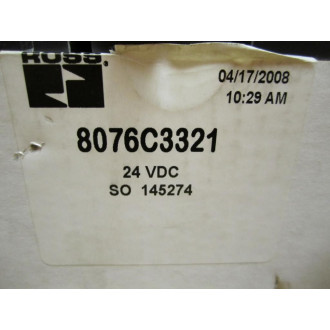 ROSS.
04/17/2008
10:29 AM
8076C3321
24 VDC
SO 145274